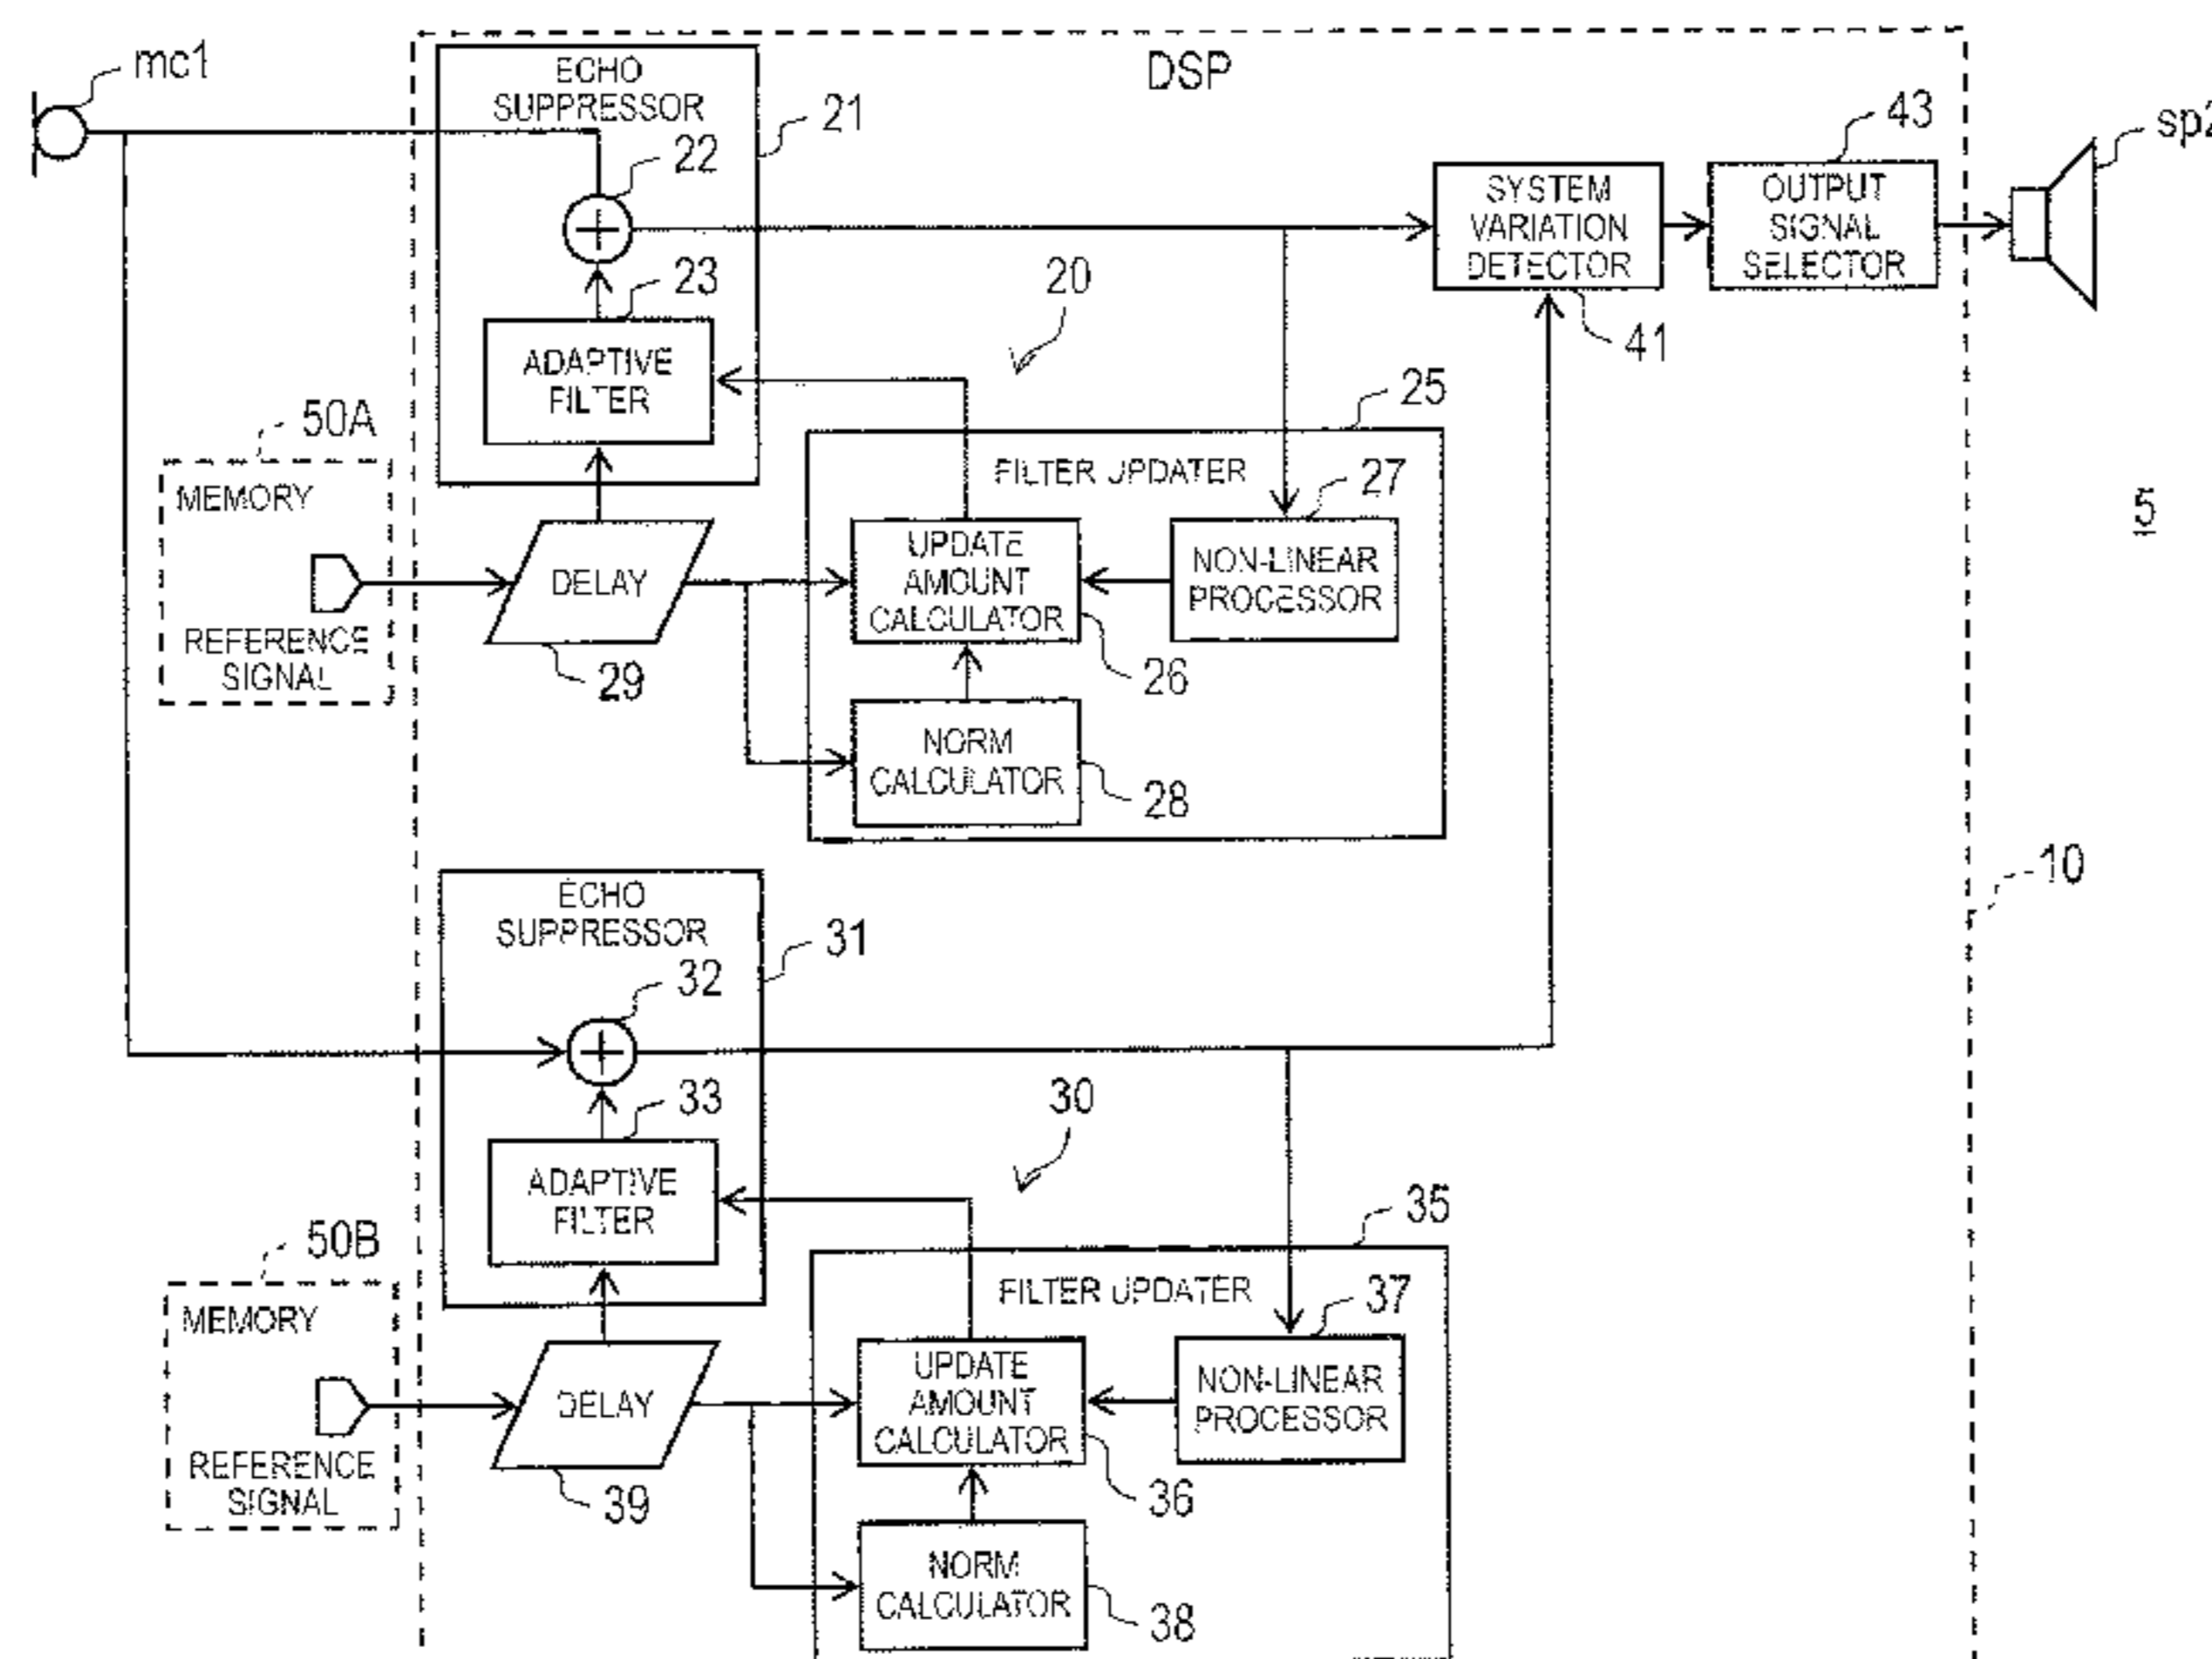 mc1
DSP
ECHO
SUPPRESSOR
21
22
23
ADAPTIVE
FILTER
20
SYSTEM
VARIATION
DETECTOR
41
43
OUTPUT
SIGNAL
SELECTOR
sp2
50A
MEMORY
REFERENCE
SIGNAL
DELAY
29
25
FILTER UPDATER
27
UPDATE
AMOUNT
CALCULATOR
26
NON-LINEAR
PROCESSOR
NORM
CALCULATOR
28
5
10
ECHO
SUPPRESSOR
31
32
33
ADAPTIVE
FILTER
30
50B
MEMORY
REFERENCE
SIGNAL
DELAY
39
35
FILTER UPDATER
37
UPDATE
AMOUNT
CALCULATOR
36
NON-LINEAR
PROCESSOR
NORM
CALCULATOR
38